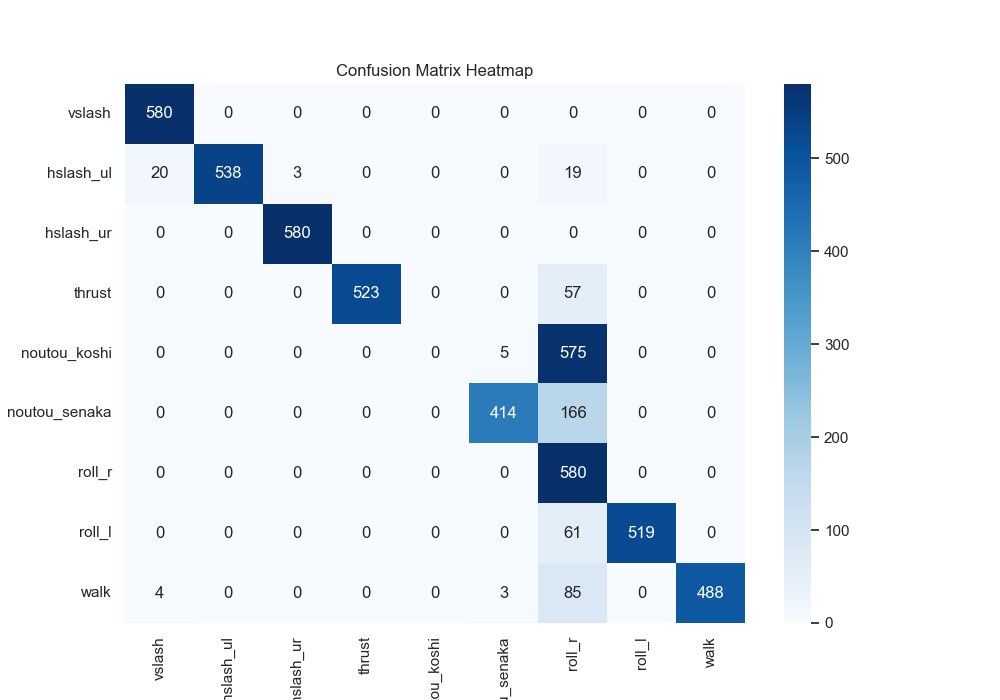 Confusion Matrix Heatmap
vslash 580 0 0 0 0 0 0 0 0
hslash_ul 20 538 3 0 0 0 19 0 0
hslash_ur 0 0 580 0 0 0 0 0 0
thrust 0 0 0 523 0 0 57 0 0
noutou_koshi 0 0 0 0 0 5 575 0 0
noutou_senaka 0 0 0 0 0 414 166 0 0
roll_r 0 0 0 0 0 0 580 0 0
roll_l 0 0 0 0 0 0 61 519 0
walk 4 0 0 0 0 3 85 0 488
vslash
hslash_ul
hslash_ur
thrust
ou_koshi
u_senaka
roll_r
roll_l
walk
500
400
300
200
100
0